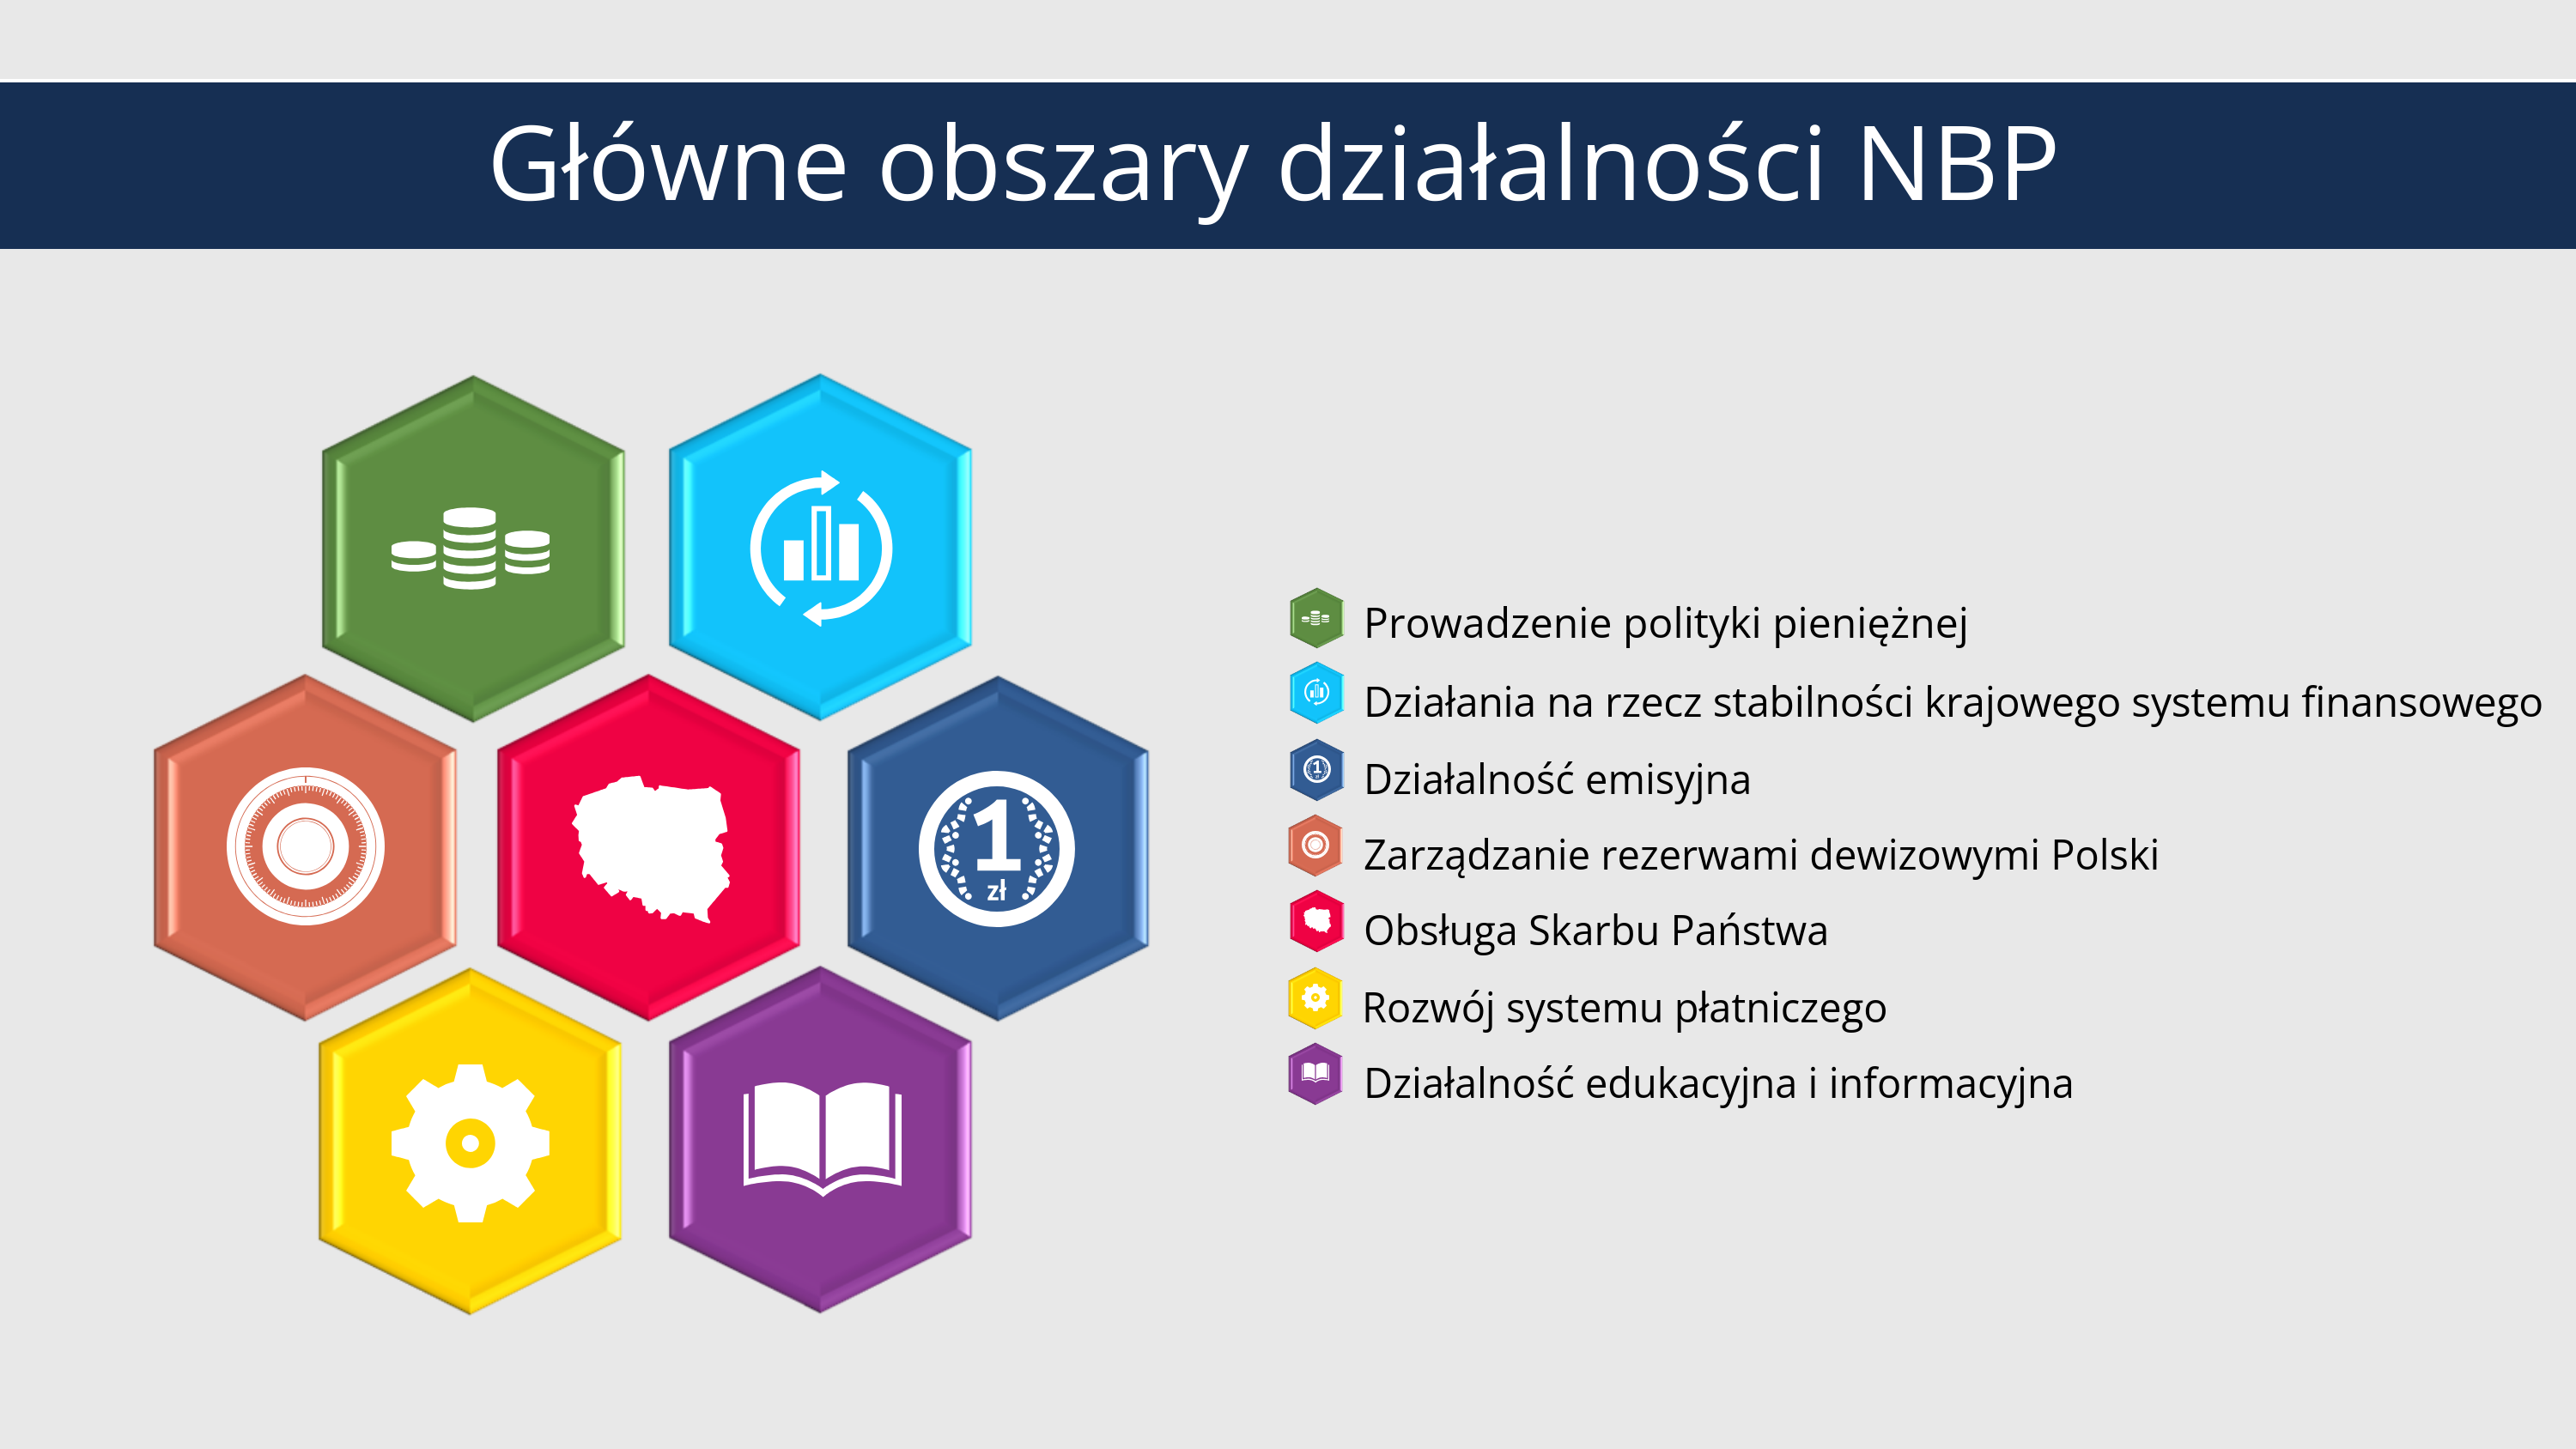 Główne obszary działalności NBP
1
zł
Prowadzenie polityki pieniężnej
Działania na rzecz stabilności krajowego systemu finansowego
1
Działalność emisyjna
Zarządzanie rezerwami dewizowymi Polski
Obsługa Skarbu Państwa
Rozwój systemu płatniczego
Działalność edukacyjna i informacyjna